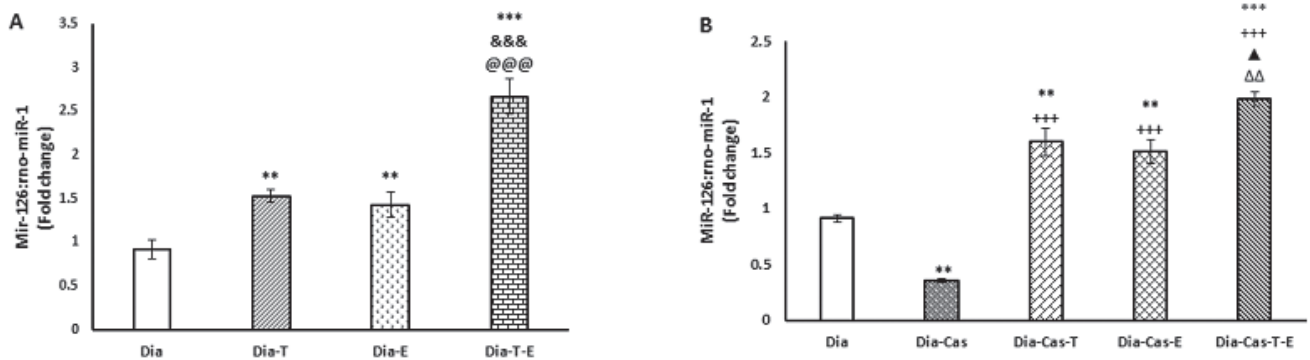 A
Mir-126:rno-miR-1
(Fold change)
3.5
3
2.5
2
1.5
1
0.5
0
**
**
***
&&&
@@@
Dia
Dia-T
Dia-E
Dia-T-E
B
MiR-126:rno-miR-1
(Fold change)
2.5
2
1.5
1
0.5
0
**
**
+++
**
+++
***
+++
▲
ΔΔ
Dia
Dia-Cas
Dia-Cas-T
Dia-Cas-E
Dia-Cas-T-E